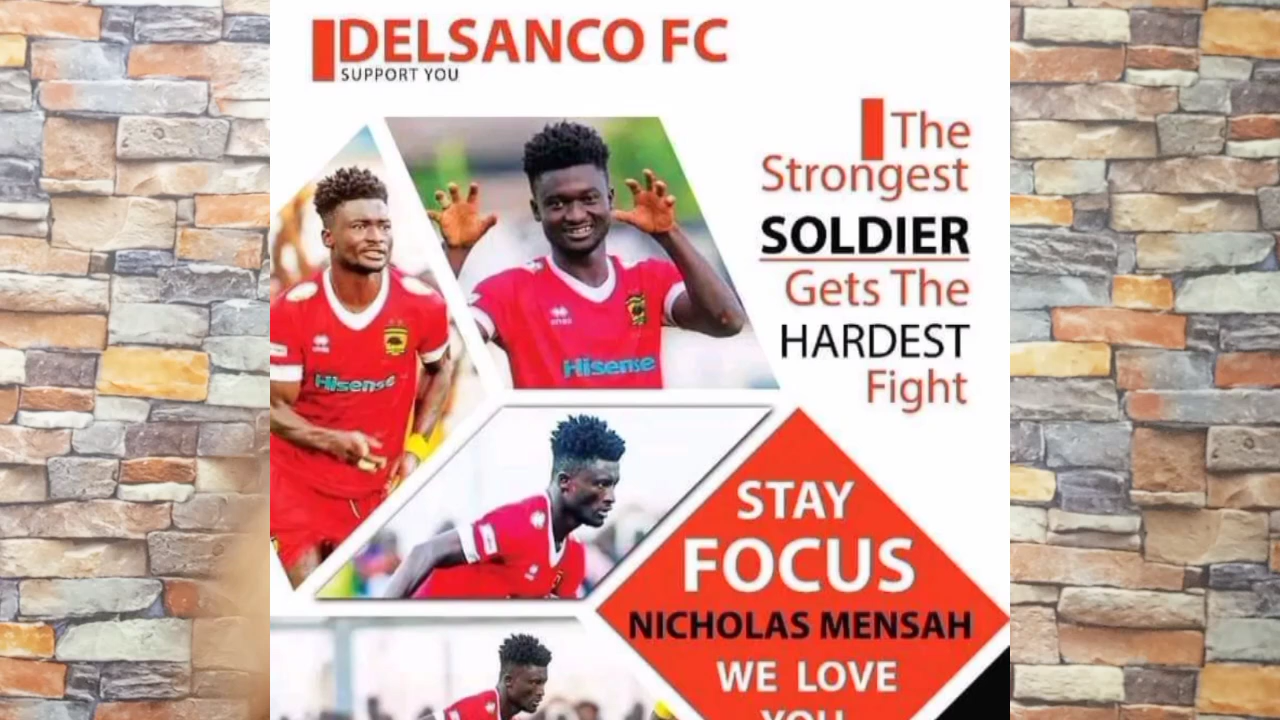 DELSANCO FC
SUPPORT YOU
The
Strongest
SOLDIER
Gets The
HARDEST
Fight
Hisense
Hisense
STAY
FOCUS
NICHOLAS MENSAH
WE LOVE
YOU